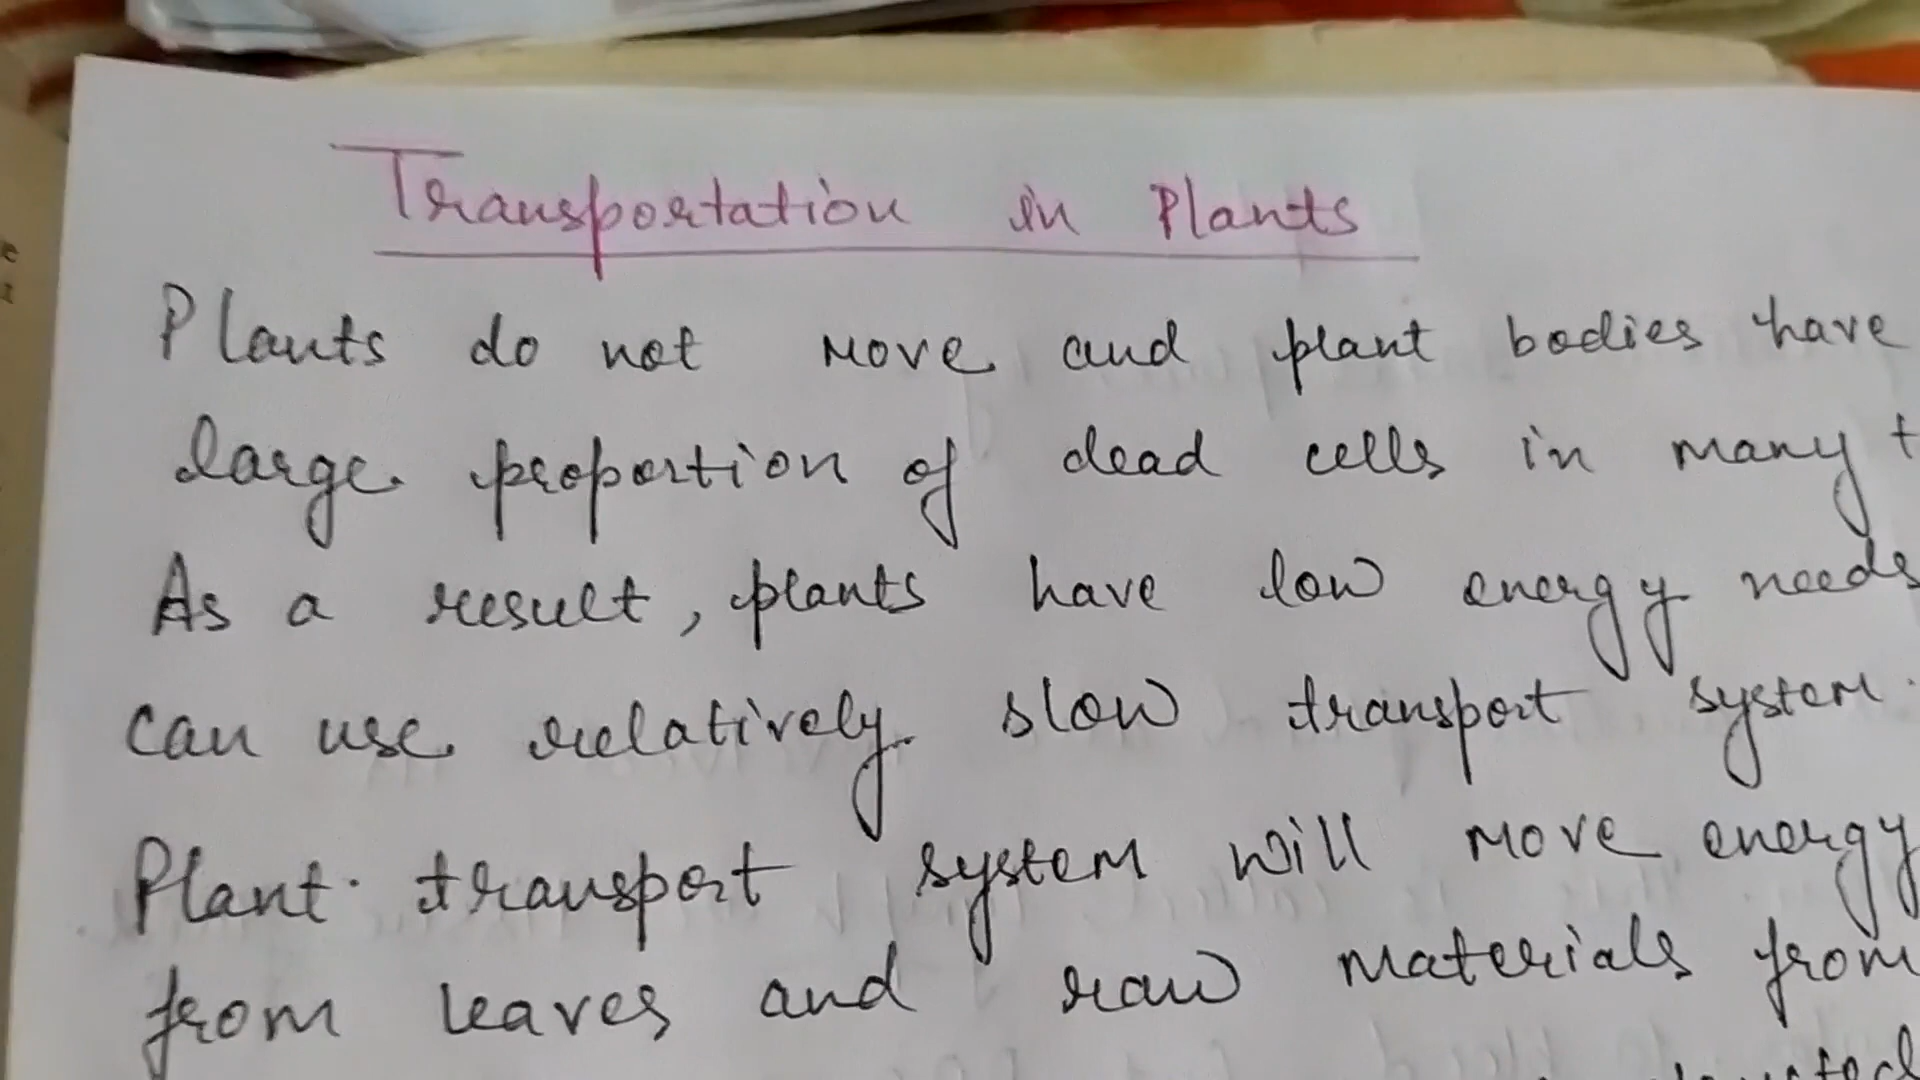 Transportation in Plants
Plants do not move and plant bodies have
large proportion of dead cells in many
As a result, plants have low energy needs
can use relatively slow transport system.
Plant transport system will move energy
from leaves and raw materials from